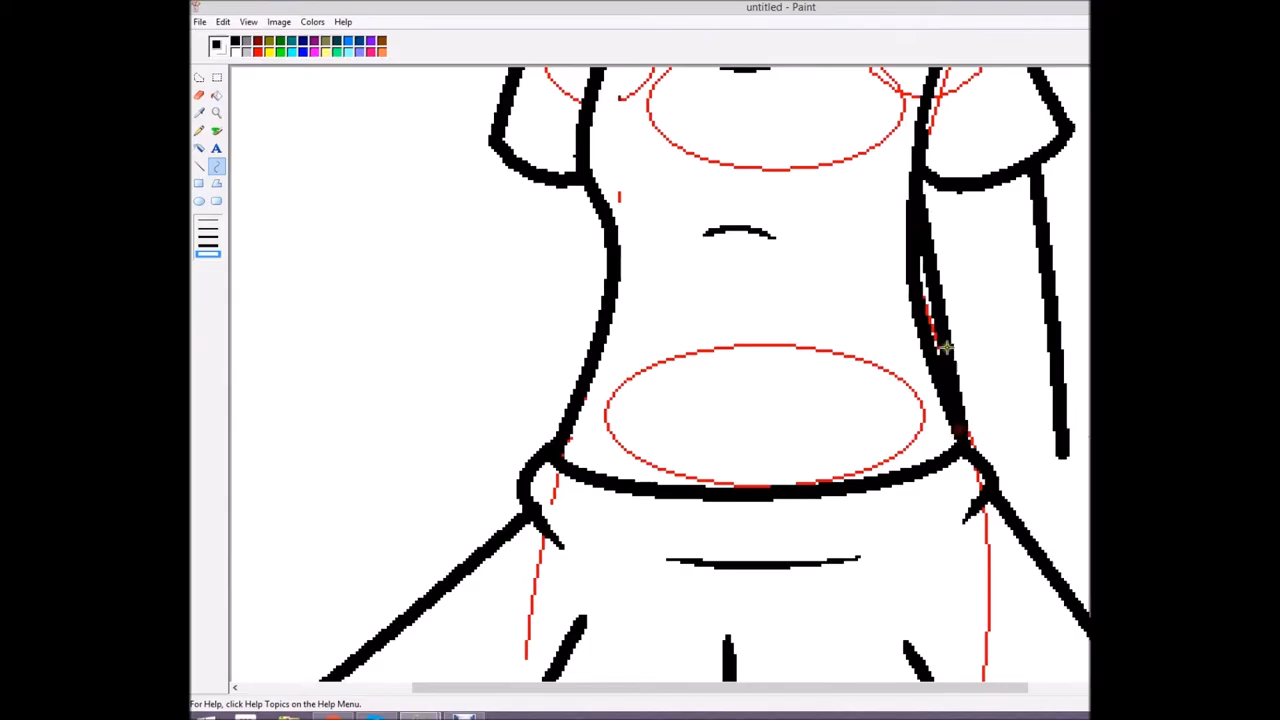 untitled - Paint
File Edit View Image Colors Help
A
For Help, click Help Topics on the Help Menu.